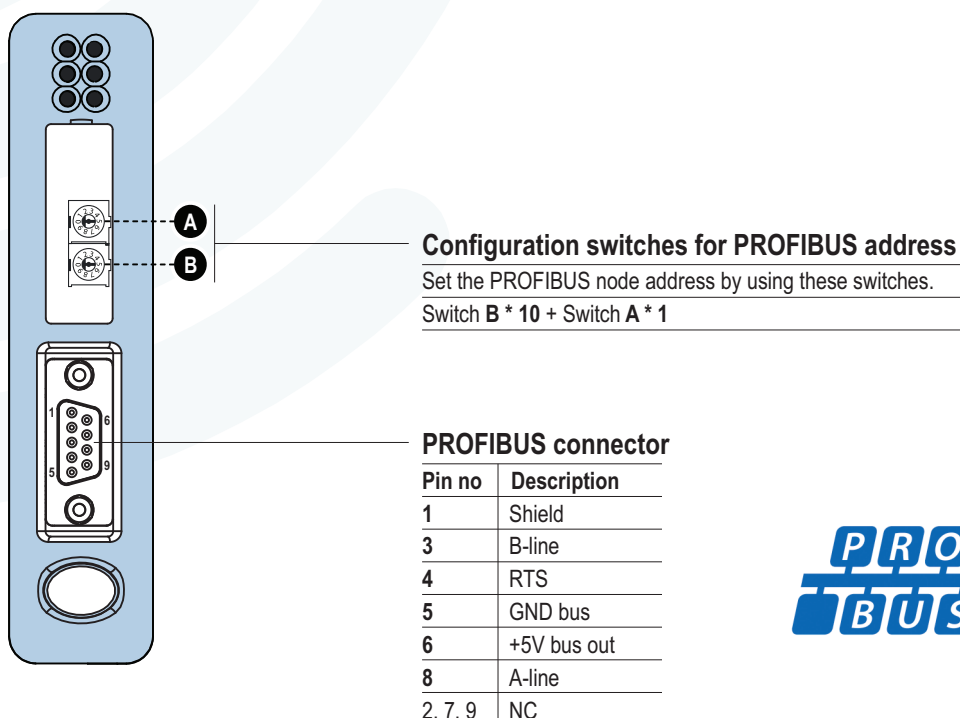 A
B
Configuration switches for PROFIBUS address
Set the PROFIBUS node address by using these switches.
Switch B * 10 + Switch A * 1
1
6
5
9
PROFIBUS connector
Pin no Description
1 Shield
3 B-line
4 RTS
5 GND bus
6 +5V bus out
8 A-line
2, 7, 9 NC
PRO
BUS